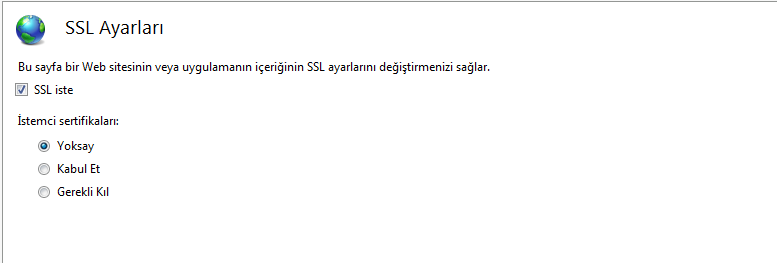 SSL Ayarları
Bu sayfa bir Web sitesinin veya uygulamanın içeriğinin SSL ayarlarını değiştirmenizi sağlar.
SSL iste
İstemci sertifikaları:
Yoksay
Kabul Et
Gerekli Kıl